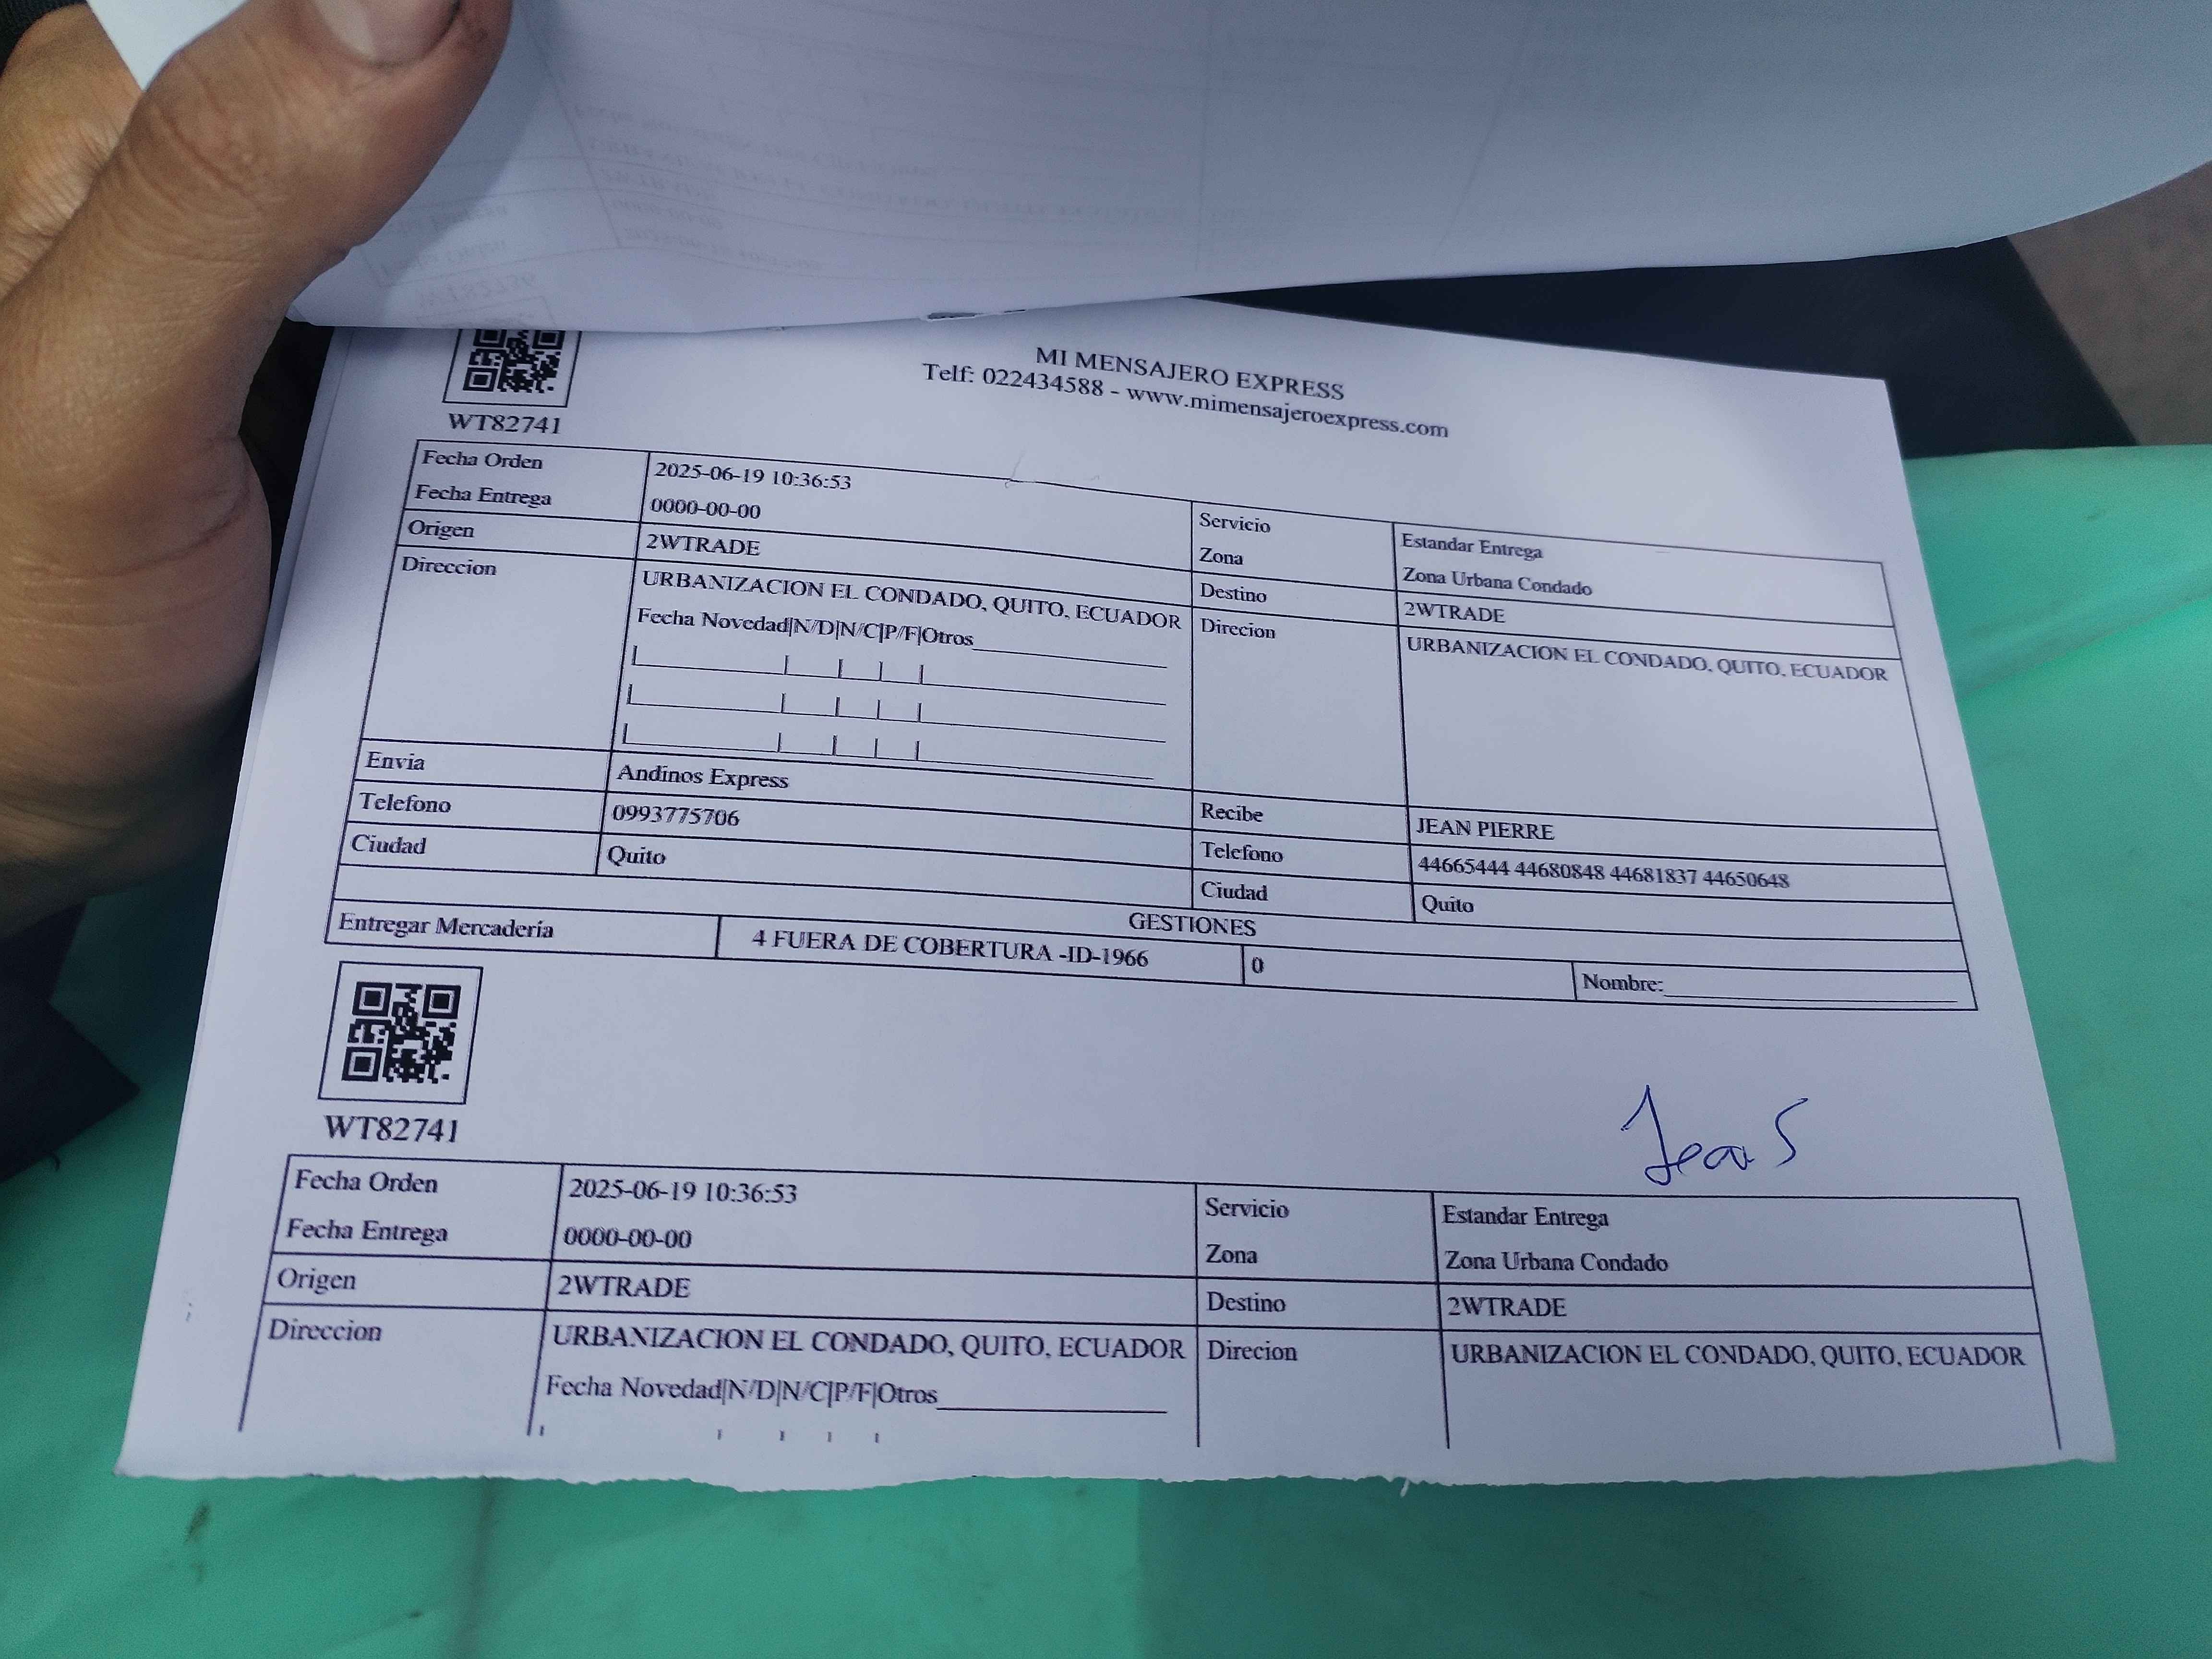 MI MENSAJERO EXPRESS
Telf: 022434588 - www.mimensajeroexpress.com
WT82741
Fecha Orden 2025-06-19 10:36:53 Servicio Estandar Entrega
Fecha Entrega 0000-00-00 Zona Zona Urbana Condado
Origen 2WTRADE Destino 2WTRADE
Direccion URBANIZACION EL CONDADO, QUITO, ECUADOR Direcion URBANIZACION EL CONDADO, QUITO, ECUADOR
Fecha Novedad|N/D|N/C|P/F|Otros
Envia Andinos Express Recibe JEAN PIERRE
Telefono 0993775706 Telefono 44665444 44680848 44681837 44650648
Ciudad Quito Ciudad Quito
GESTIONES
Entregar Mercadería 4 FUERA DE COBERTURA -ID-1966 0 Nombre:
WT82741
Jean S
Fecha Orden 2025-06-19 10:36:53 Servicio Estandar Entrega
Fecha Entrega 0000-00-00 Zona Zona Urbana Condado
Origen 2WTRADE Destino 2WTRADE
Direccion URBANIZACION EL CONDADO, QUITO, ECUADOR Direcion URBANIZACION EL CONDADO, QUITO, ECUADOR
Fecha Novedad|N/D|N/C|P/F|Otros